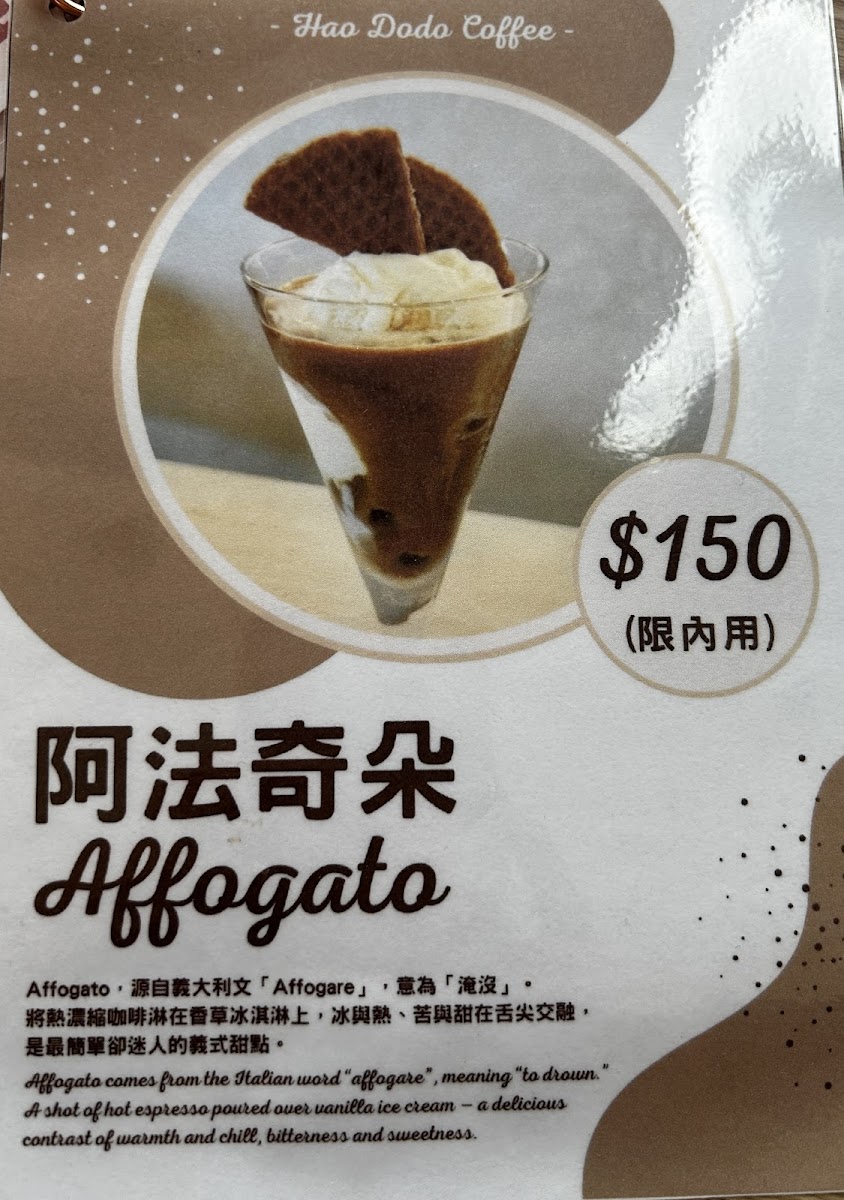 - Hao Dodo Coffee -
$150
(限內用)
阿法奇朵
Affogato
Affogato，源自義大利文「Affogare」，意為「淹沒」。
將熱濃縮咖啡淋在香草冰淇淋上，冰與熱、苦與甜在舌尖交融，
是最簡單卻迷人的義式甜點。
Affogato comes from the Italian word "affogare", meaning "to drown."
A shot of hot espresso poured over vanilla ice cream – a delicious
contrast of warmth and chill, bitterness and sweetness.